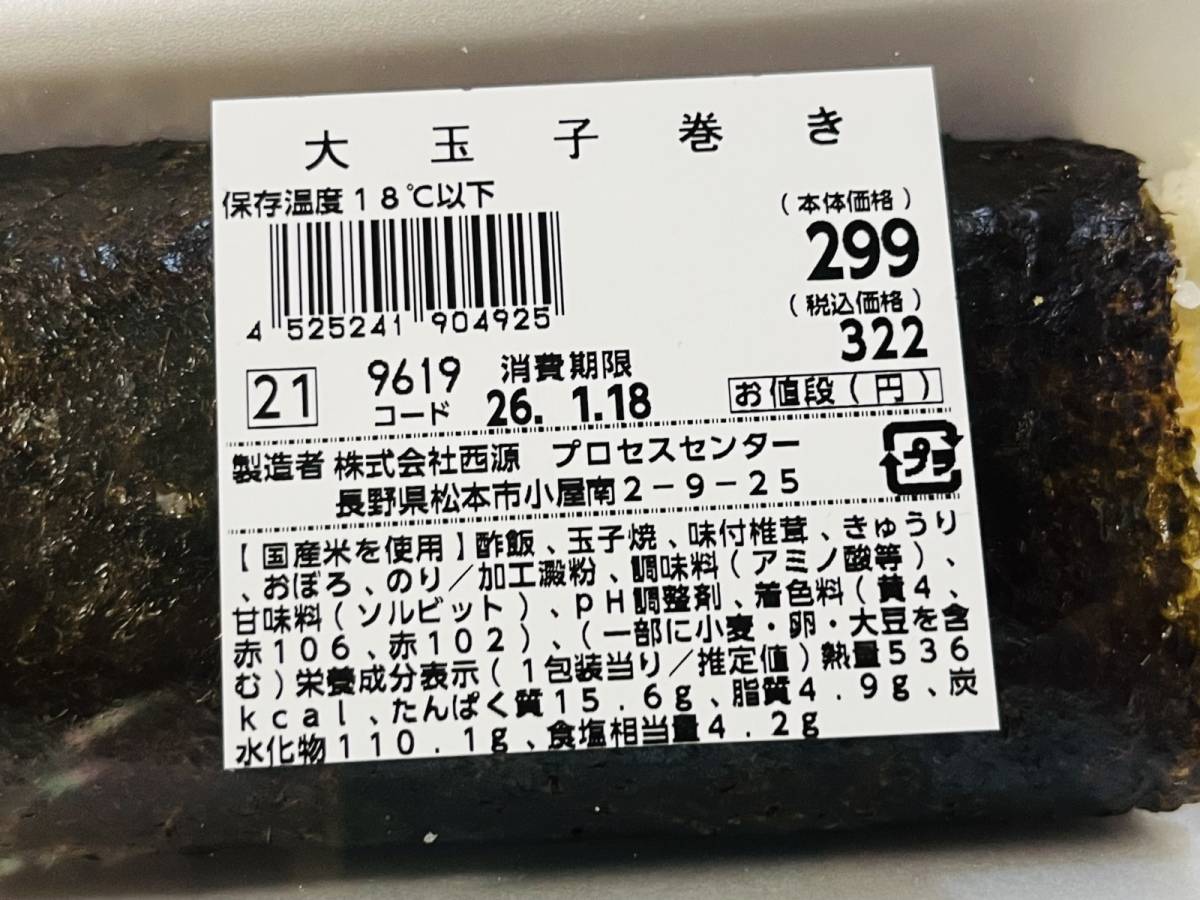 大玉子巻き
保存温度18℃以下
(本体価格)
299
(税込価格)
322
4 525241 904925
21
9619
コード
消費期限
26. 1.18
お値段(円)
製造者 株式会社西源 プロセスセンター
長野県松本市小屋南2-9-25
プラ
【国産米を使用】酢飯、玉子焼、味付椎茸、きゅうり
、おぼろ、のり/加工澱粉、調味料(アミノ酸等)、
甘味料(ソルビット)、pH調整剤、着色料(黄4、
赤106、赤102)、(一部に小麦・卵・大豆を含
む)栄養成分表示(1包装当り/推定値)熱量536
kcal、たんぱく質15.6g、脂質4.9g、炭
水化物110.1g、食塩相当量4.2g